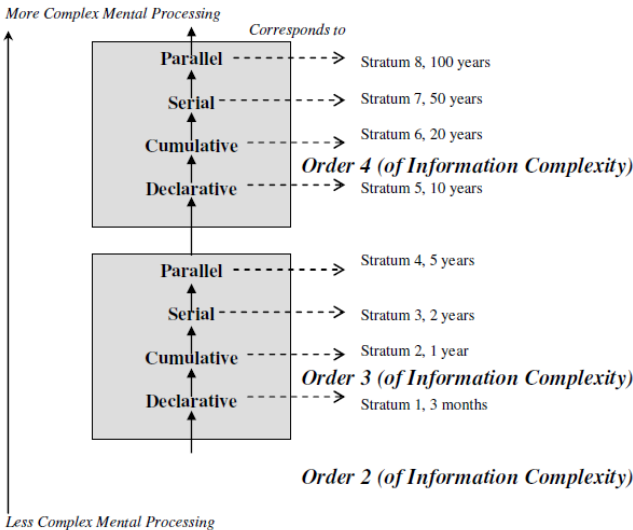 More Complex Mental Processing
Corresponds to
Parallel
Stratum 8, 100 years
Serial
Stratum 7, 50 years
Cumulative
Stratum 6, 20 years
Order 4 (of Information Complexity)
Declarative
Stratum 5, 10 years
Parallel
Stratum 4, 5 years
Serial
Stratum 3, 2 years
Cumulative
Stratum 2, 1 year
Order 3 (of Information Complexity)
Declarative
Stratum 1, 3 months
Order 2 (of Information Complexity)
Less Complex Mental Processing